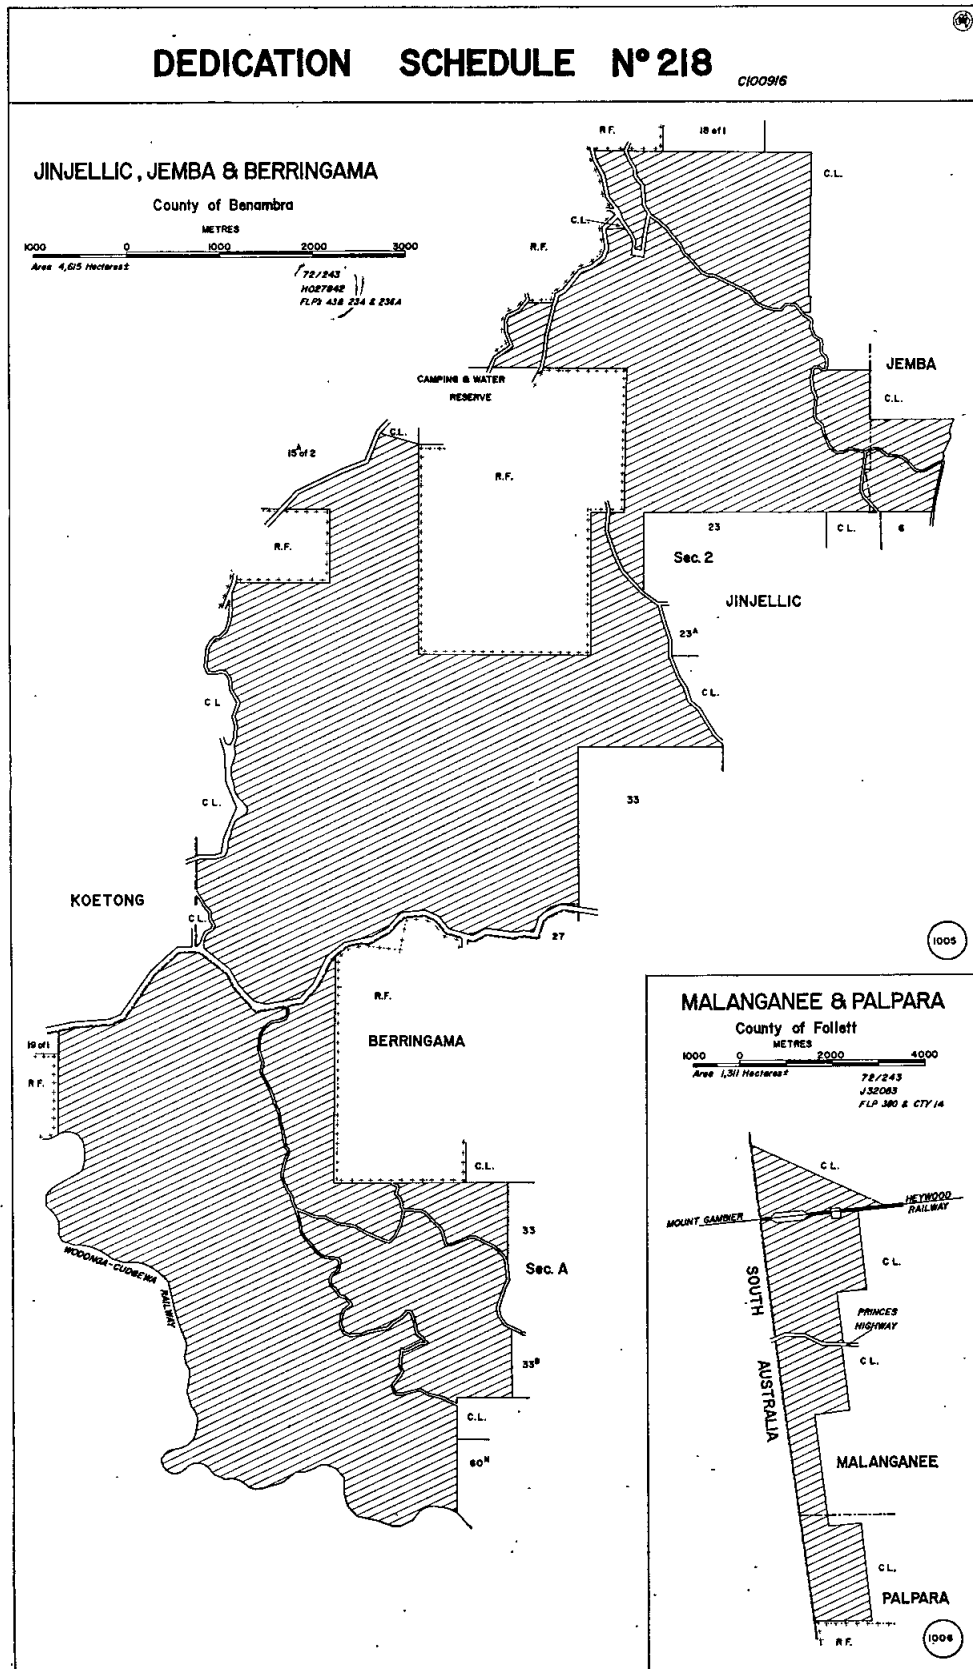 DEDICATION SCHEDULE Nº 218
C100916
JINJELLIC, JEMBA & BERRINGAMA
County of Benambra
METRES
1000 0 1000 2000 3000
Area 4,615 Hectares±
72/243
HO27842
R.F.
18 of 1
C.L.
C.L.
R.F.
JEMBA
C.L.
CAMPING & WATER
RESERVE
C.L.
15ᴬ of 2
R.F.
R.F.
23
C.L.
6
Sec. 2
JINJELLIC
23ᴬ
C.L.
C.L
C.L.
33
KOETONG
C.L.
27
1005
R.F.
BERRINGAMA
19 of 1
R.F.
C.L.
33
Sec. A
WODONGA-CUDGEWA
RAILWAY
33ᴮ
C.L.
60ᴺ
MALANGANEE & PALPARA
County of Follett
METRES
1000 0 2000 4000
Area 1,311 Hectares±
72/243
J32063
FLP 380 & CTY 14
C.L.
HEYWOOD
RAILWAY
MOUNT GAMBIER
C.L.
SOUTH
AUSTRALIA
PRINCES
HIGHWAY
C.L.
MALANGANEE
C.L.
PALPARA
R.F.
1006